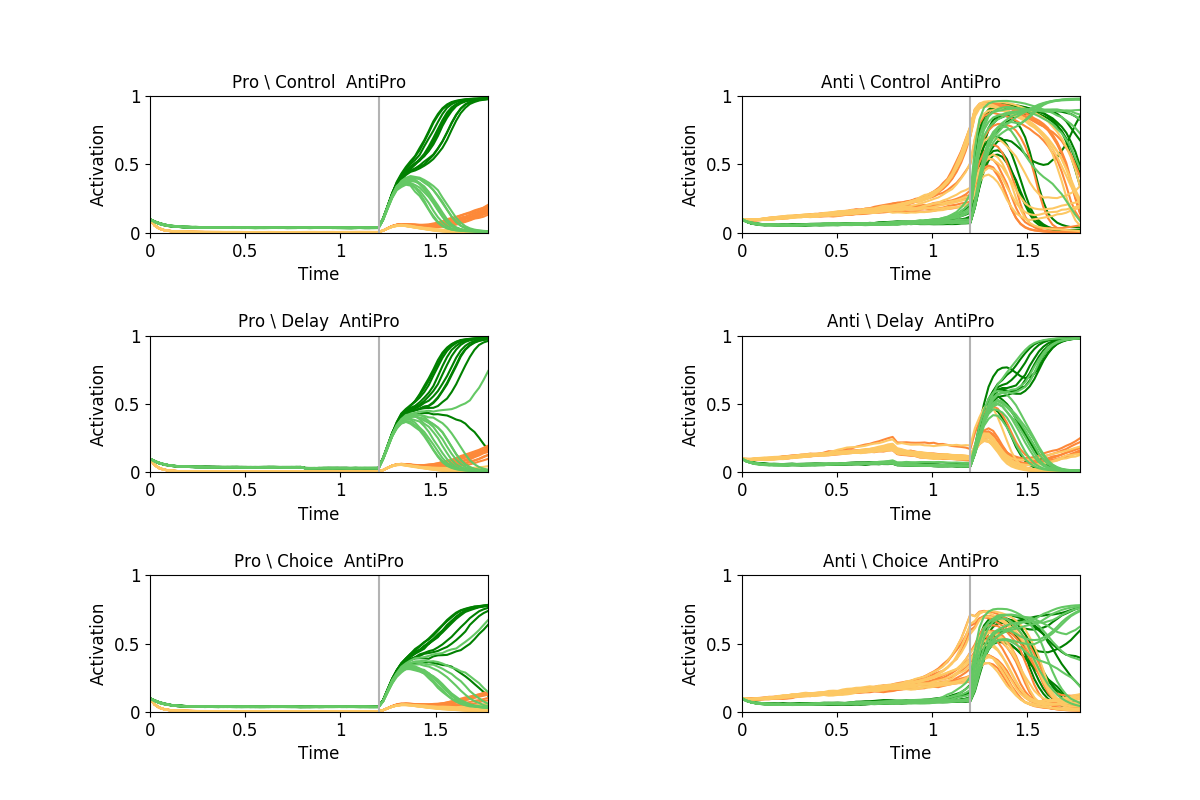 Pro \ Control  AntiPro
Activation
1
0.5
0
0
0.5
1
1.5
Time
Anti \ Control  AntiPro
Activation
1
0.5
0
0
0.5
1
1.5
Time
Pro \ Delay  AntiPro
Activation
1
0.5
0
0
0.5
1
1.5
Time
Anti \ Delay  AntiPro
Activation
1
0.5
0
0
0.5
1
1.5
Time
Pro \ Choice  AntiPro
Activation
1
0.5
0
0
0.5
1
1.5
Time
Anti \ Choice  AntiPro
Activation
1
0.5
0
0
0.5
1
1.5
Time